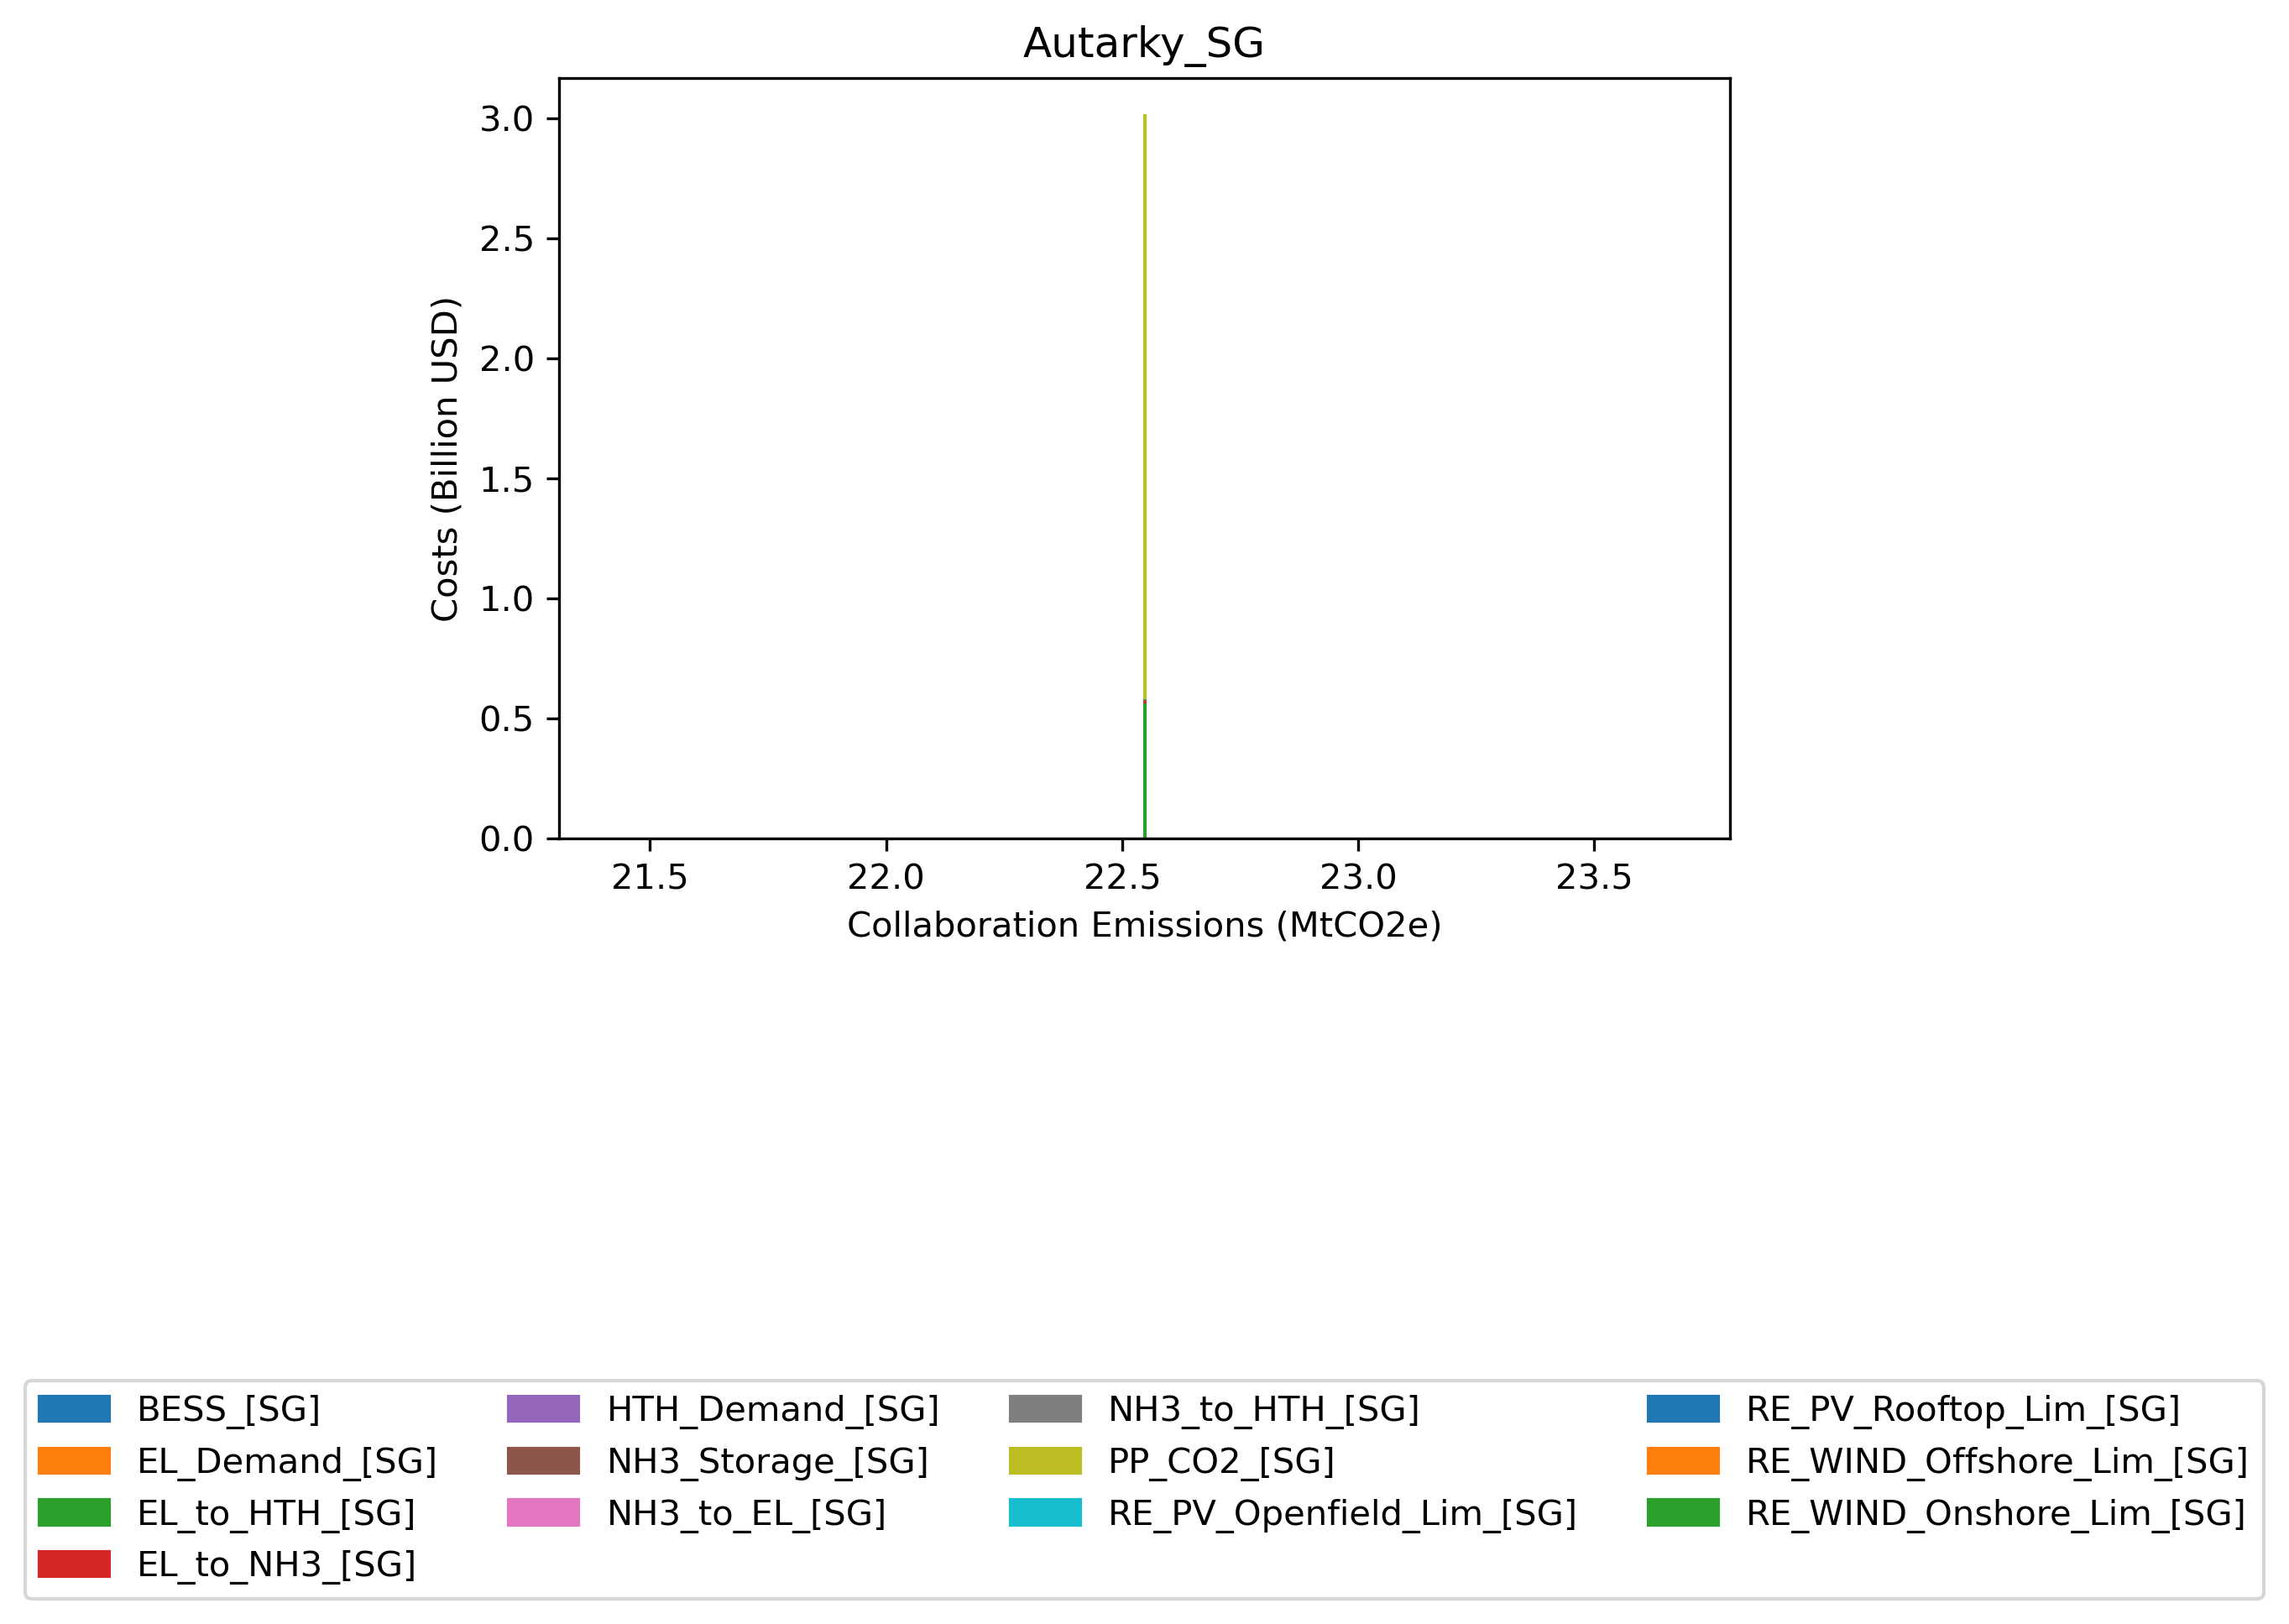 Autarky_SG
Costs (Billion USD)
3.0
2.5
2.0
1.5
1.0
0.5
0.0
21.5 22.0 22.5 23.0 23.5
Collaboration Emissions (MtCO2e)
BESS_[SG]
EL_Demand_[SG]
EL_to_HTH_[SG]
EL_to_NH3_[SG]
HTH_Demand_[SG]
NH3_Storage_[SG]
NH3_to_EL_[SG]
NH3_to_HTH_[SG]
PP_CO2_[SG]
RE_PV_Openfield_Lim_[SG]
RE_PV_Rooftop_Lim_[SG]
RE_WIND_Offshore_Lim_[SG]
RE_WIND_Onshore_Lim_[SG]